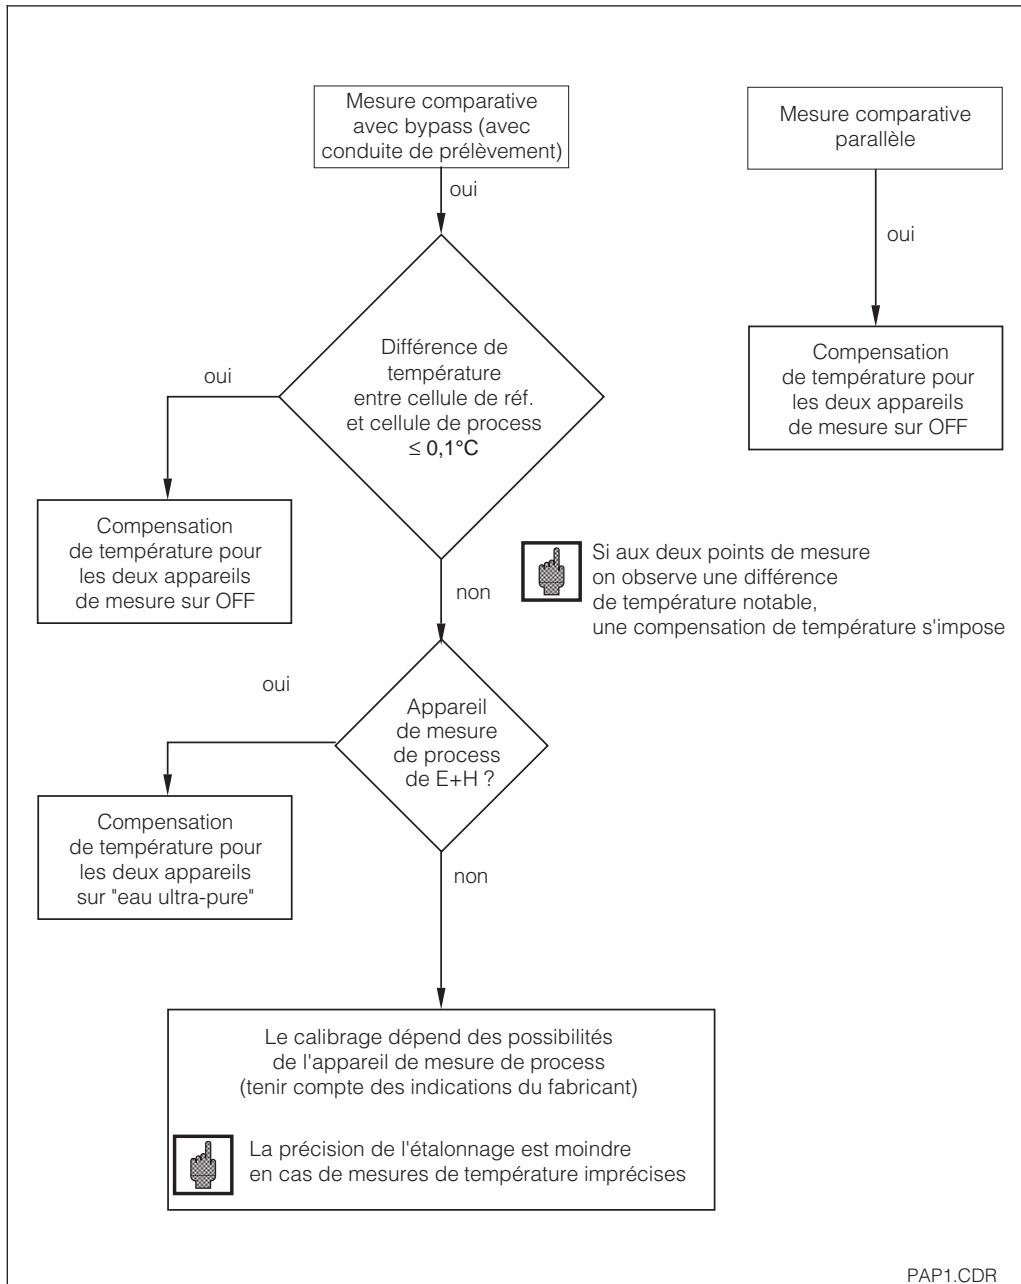 Mesure comparative
avec bypass (avec
conduite de prélèvement)
oui
Mesure comparative
parallèle
oui
Différence de
température
entre cellule de réf.
et cellule de process
≤ 0,1°C
oui
Compensation
de température pour
les deux appareils
de mesure sur OFF
Compensation
de température pour
les deux appareils
de mesure sur OFF
non
Si aux deux points de mesure
on observe une différence
de température notable,
une compensation de température s'impose
oui
Appareil
de mesure
de process
de E+H ?
Compensation
de température pour
les deux appareils
sur "eau ultra-pure"
non
Le calibrage dépend des possibilités
de l'appareil de mesure de process
(tenir compte des indications du fabricant)
La précision de l'étalonnage est moindre
en cas de mesures de température imprécises
PAP1.CDR